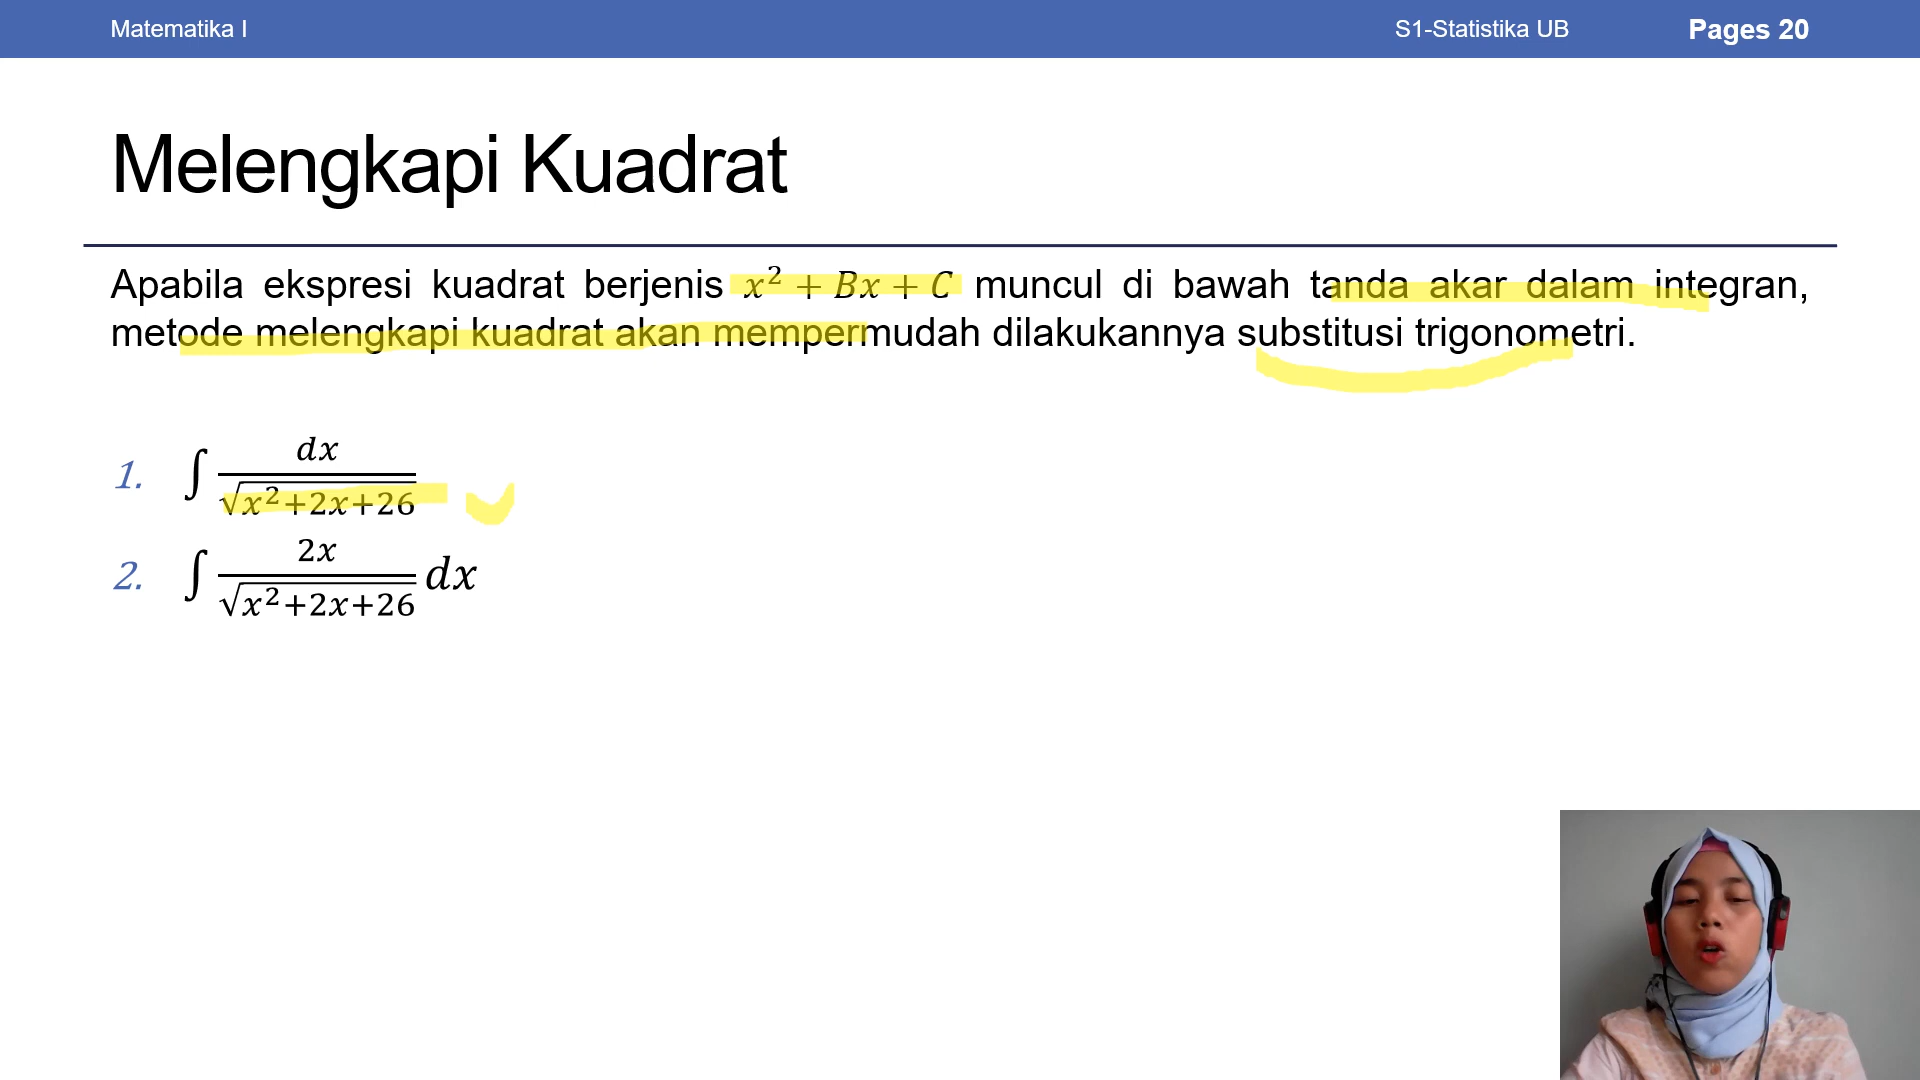 Matematika I S1-Statistika UB Pages 20
Melengkapi Kuadrat
Apabila ekspresi kuadrat berjenis x² + Bx + C muncul di bawah tanda akar dalam integran,
metode melengkapi kuadrat akan mempermudah dilakukannya substitusi trigonometri.
1. ∫ dx / √(x²+2x+26)
2. ∫ 2x / √(x²+2x+26) dx